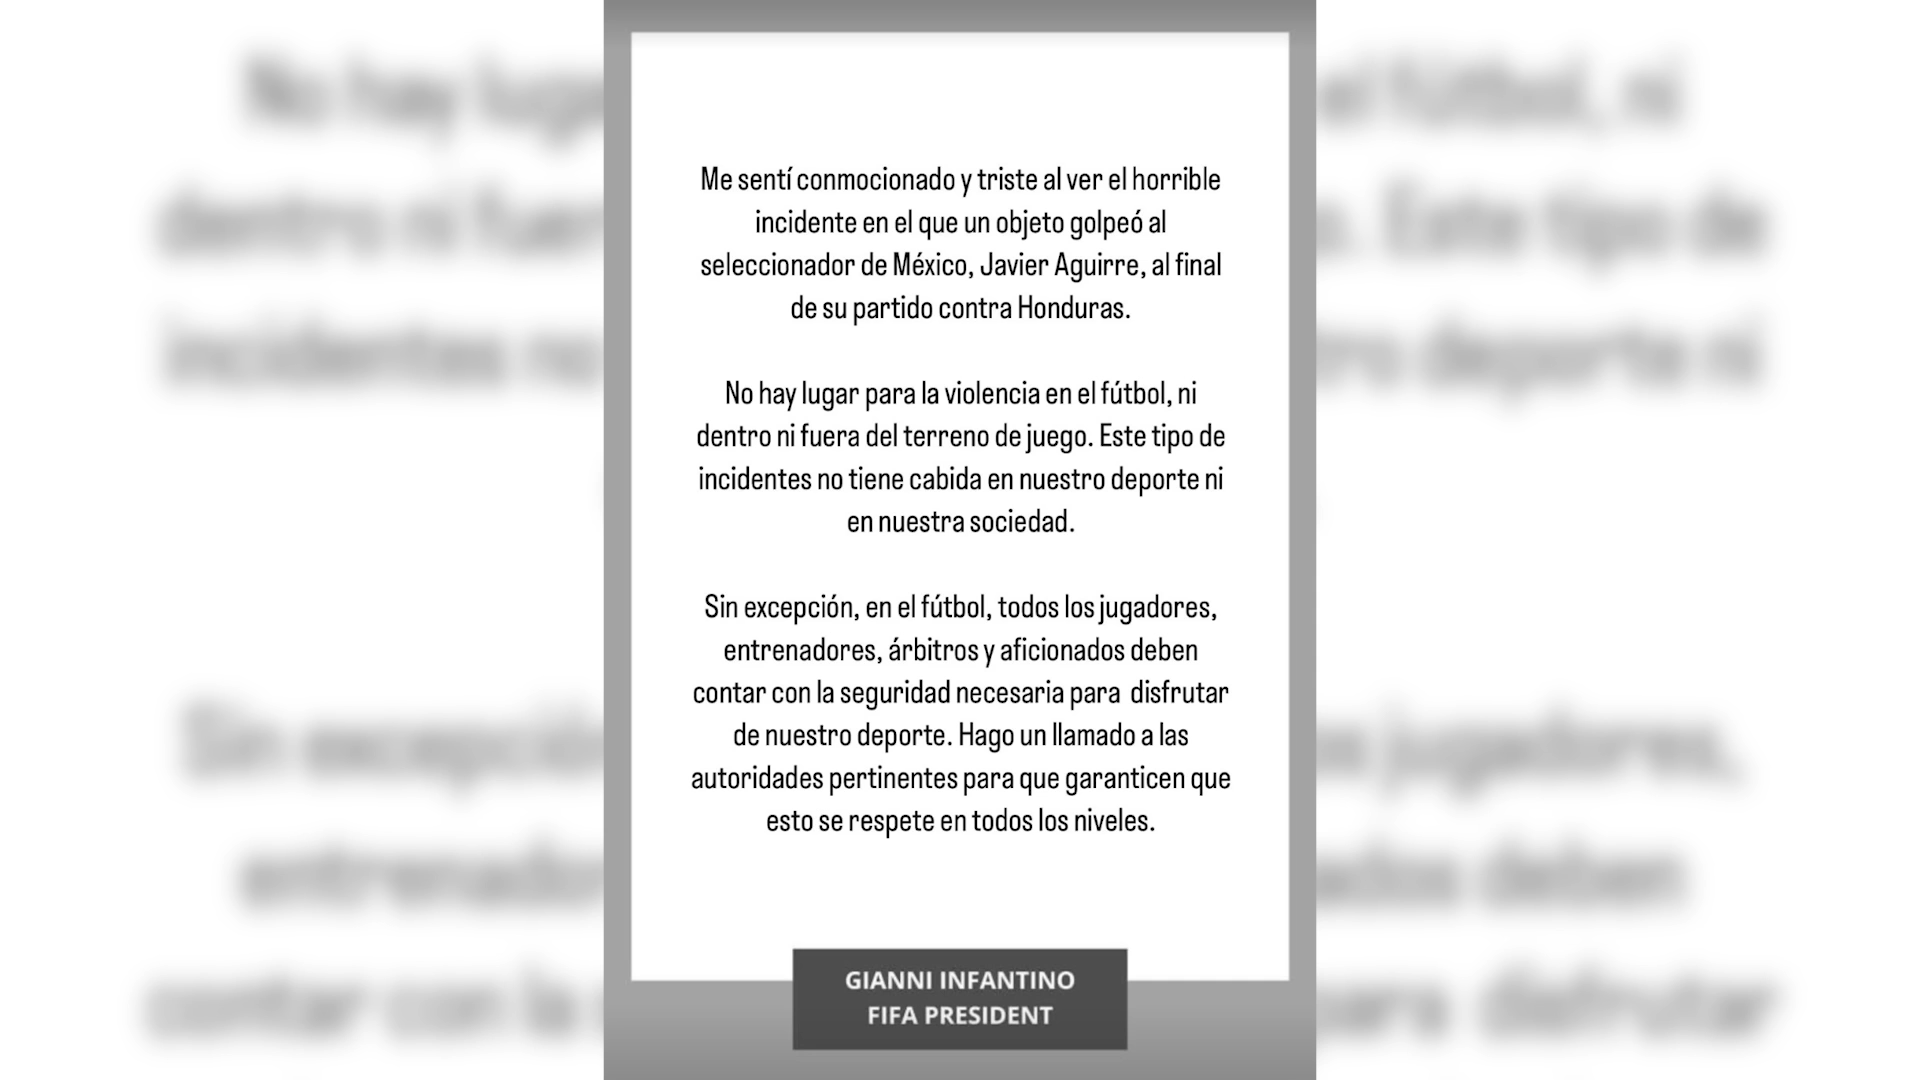 Me sentí conmocionado y triste al ver el horrible
incidente en el que un objeto golpeó al
seleccionador de México, Javier Aguirre, al final
de su partido contra Honduras.
No hay lugar para la violencia en el fútbol, ni
dentro ni fuera del terreno de juego. Este tipo de
incidentes no tiene cabida en nuestro deporte ni
en nuestra sociedad.
Sin excepción, en el fútbol, todos los jugadores,
entrenadores, árbitros y aficionados deben
contar con la seguridad necesaria para disfrutar
de nuestro deporte. Hago un llamado a las
autoridades pertinentes para que garanticen que
esto se respete en todos los niveles.
GIANNI INFANTINO
FIFA PRESIDENT